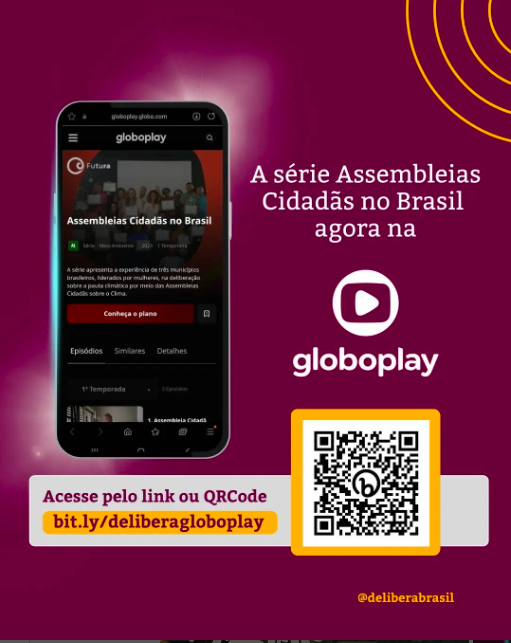 globoplay.globo.com
globoplay
Futura
Assembleias Cidadãs no Brasil
AL Série Meio Ambiente 2023 1 Temporada
A série apresenta a experiência de três municípios
brasileiros, liderados por mulheres, na deliberação
sobre a pauta climática por meio das Assembleias
Cidadãs sobre o Clima.
Conheça o plano
Episódios Similares Detalhes
1ª Temporada
3 Episódios
1. Assembleia Cidadã
A série Assembleias
Cidadãs no Brasil
agora na
globoplay
Acesse pelo link ou QRCode
bit.ly/deliberagloboplay
b
@deliberabrasil